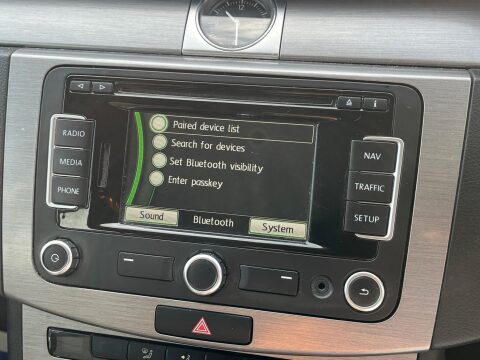 12
RADIO
MEDIA
PHONE
Paired device list
Search for devices
Set Bluetooth visibility
Enter passkey
Sound
Bluetooth
System
NAV
TRAFFIC
SETUP